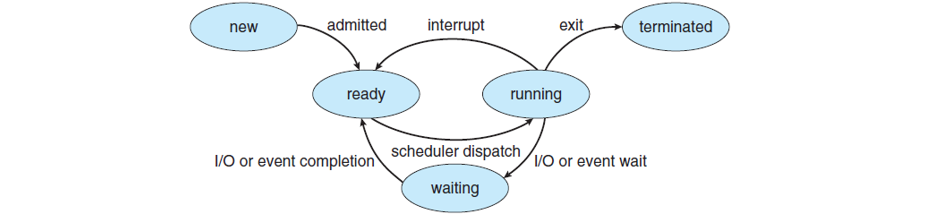 new
admitted
interrupt
exit
terminated
ready
running
I/O or event completion
scheduler dispatch
I/O or event wait
waiting